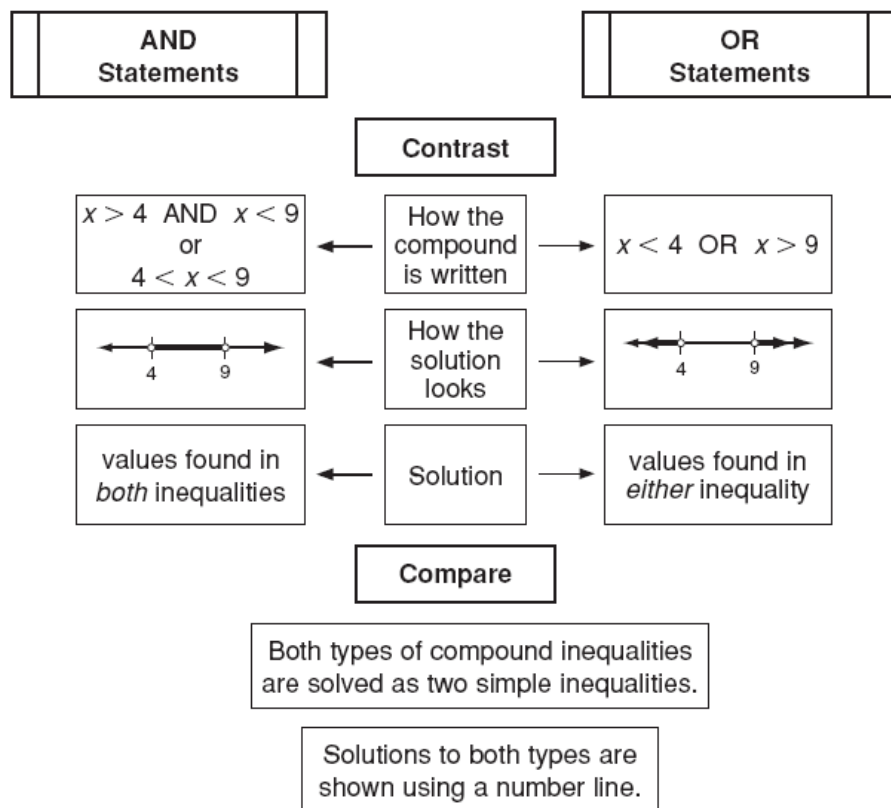 AND
Statements
OR
Statements
Contrast
x > 4 AND x < 9
or
4 < x < 9
How the
compound
is written
x < 4 OR x > 9
4 9
How the
solution
looks
4 9
values found in
both inequalities
Solution
values found in
either inequality
Compare
Both types of compound inequalities
are solved as two simple inequalities.
Solutions to both types are
shown using a number line.